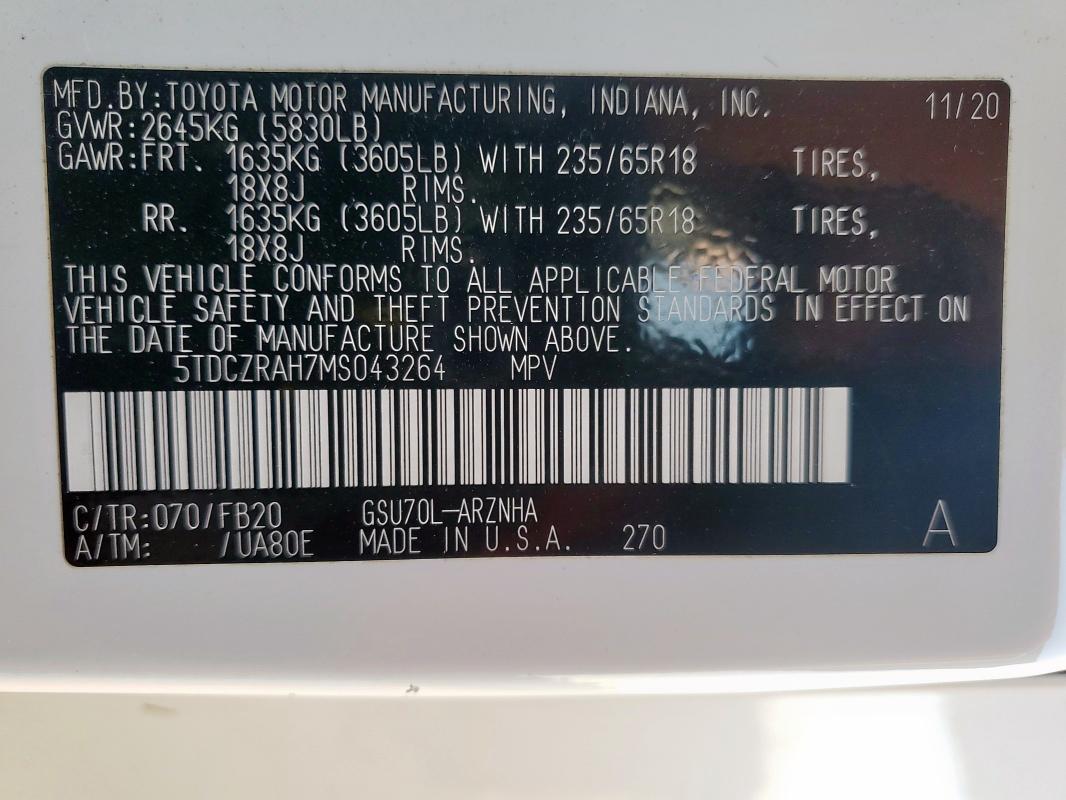 MFD.BY:TOYOTA MOTOR MANUFACTURING, INDIANA, INC. 11/20
GVWR:2645KG (5830LB)
GAWR:FRT. 1635KG (3605LB) WITH 235/65R18 TIRES,
18X8J RIMS.
RR. 1635KG (3605LB) WITH 235/65R18 TIRES,
18X8J RIMS.
THIS VEHICLE CONFORMS TO ALL APPLICABLE FEDERAL MOTOR
VEHICLE SAFETY AND THEFT PREVENTION STANDARDS IN EFFECT ON
THE DATE OF MANUFACTURE SHOWN ABOVE.
5TDCZRAH7MS043264 MPV
C/TR:070/FB20 GSU70L-ARZNHA
A/TM: /UA80E MADE IN U.S.A. 270 A